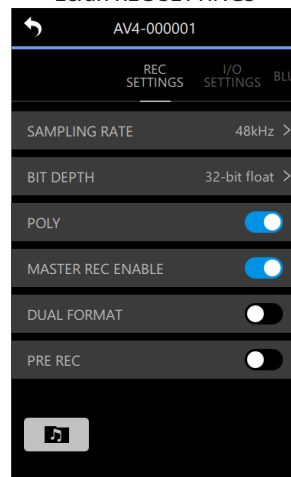 AV4-000001
REC
SETTINGS
I/O
SETTINGS
BLU
SAMPLING RATE 48kHz >
BIT DEPTH 32-bit float >
POLY
MASTER REC ENABLE
DUAL FORMAT
PRE REC